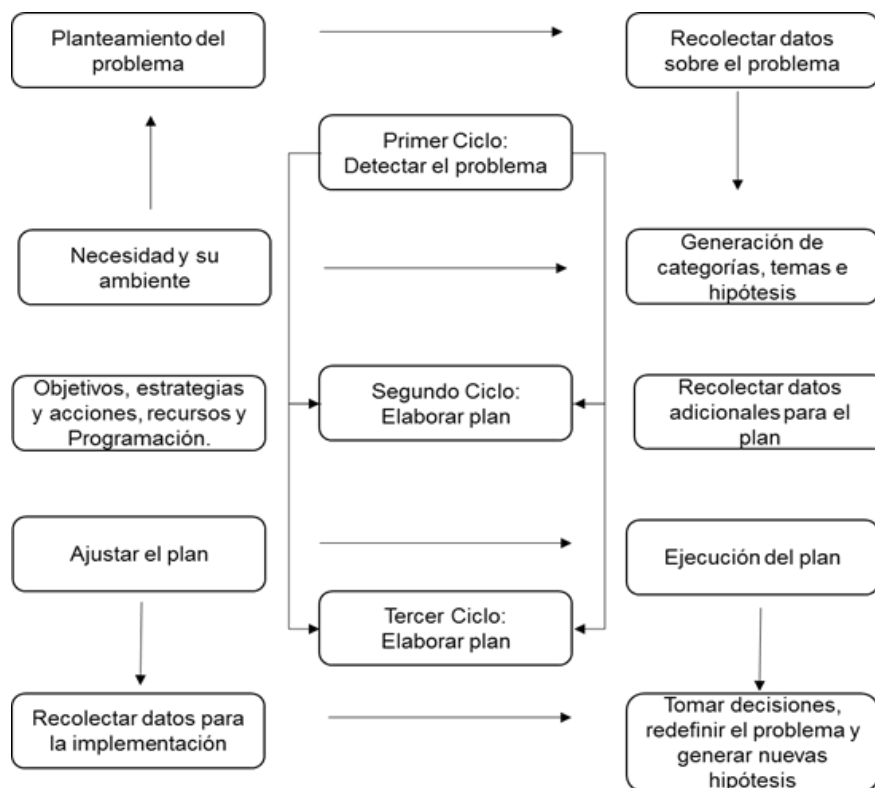 Planteamiento del
problema
Recolectar datos
sobre el problema
Primer Ciclo:
Detectar el problema
Necesidad y su
ambiente
Generación de
categorías, temas e
hipótesis
Objetivos, estrategias
y acciones, recursos y
Programación.
Segundo Ciclo:
Elaborar plan
Recolectar datos
adicionales para el
plan
Ajustar el plan
Ejecución del plan
Tercer Ciclo:
Elaborar plan
Recolectar datos para
la implementación
Tomar decisiones,
redefinir el problema y
generar nuevas
hipótesis